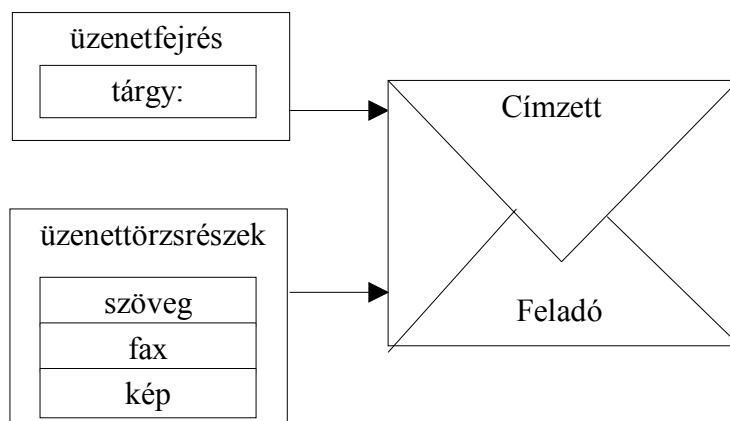 üzenetfejrés
tárgy:
Címzett
üzenettörzsrészek
szöveg
fax
kép
Feladó